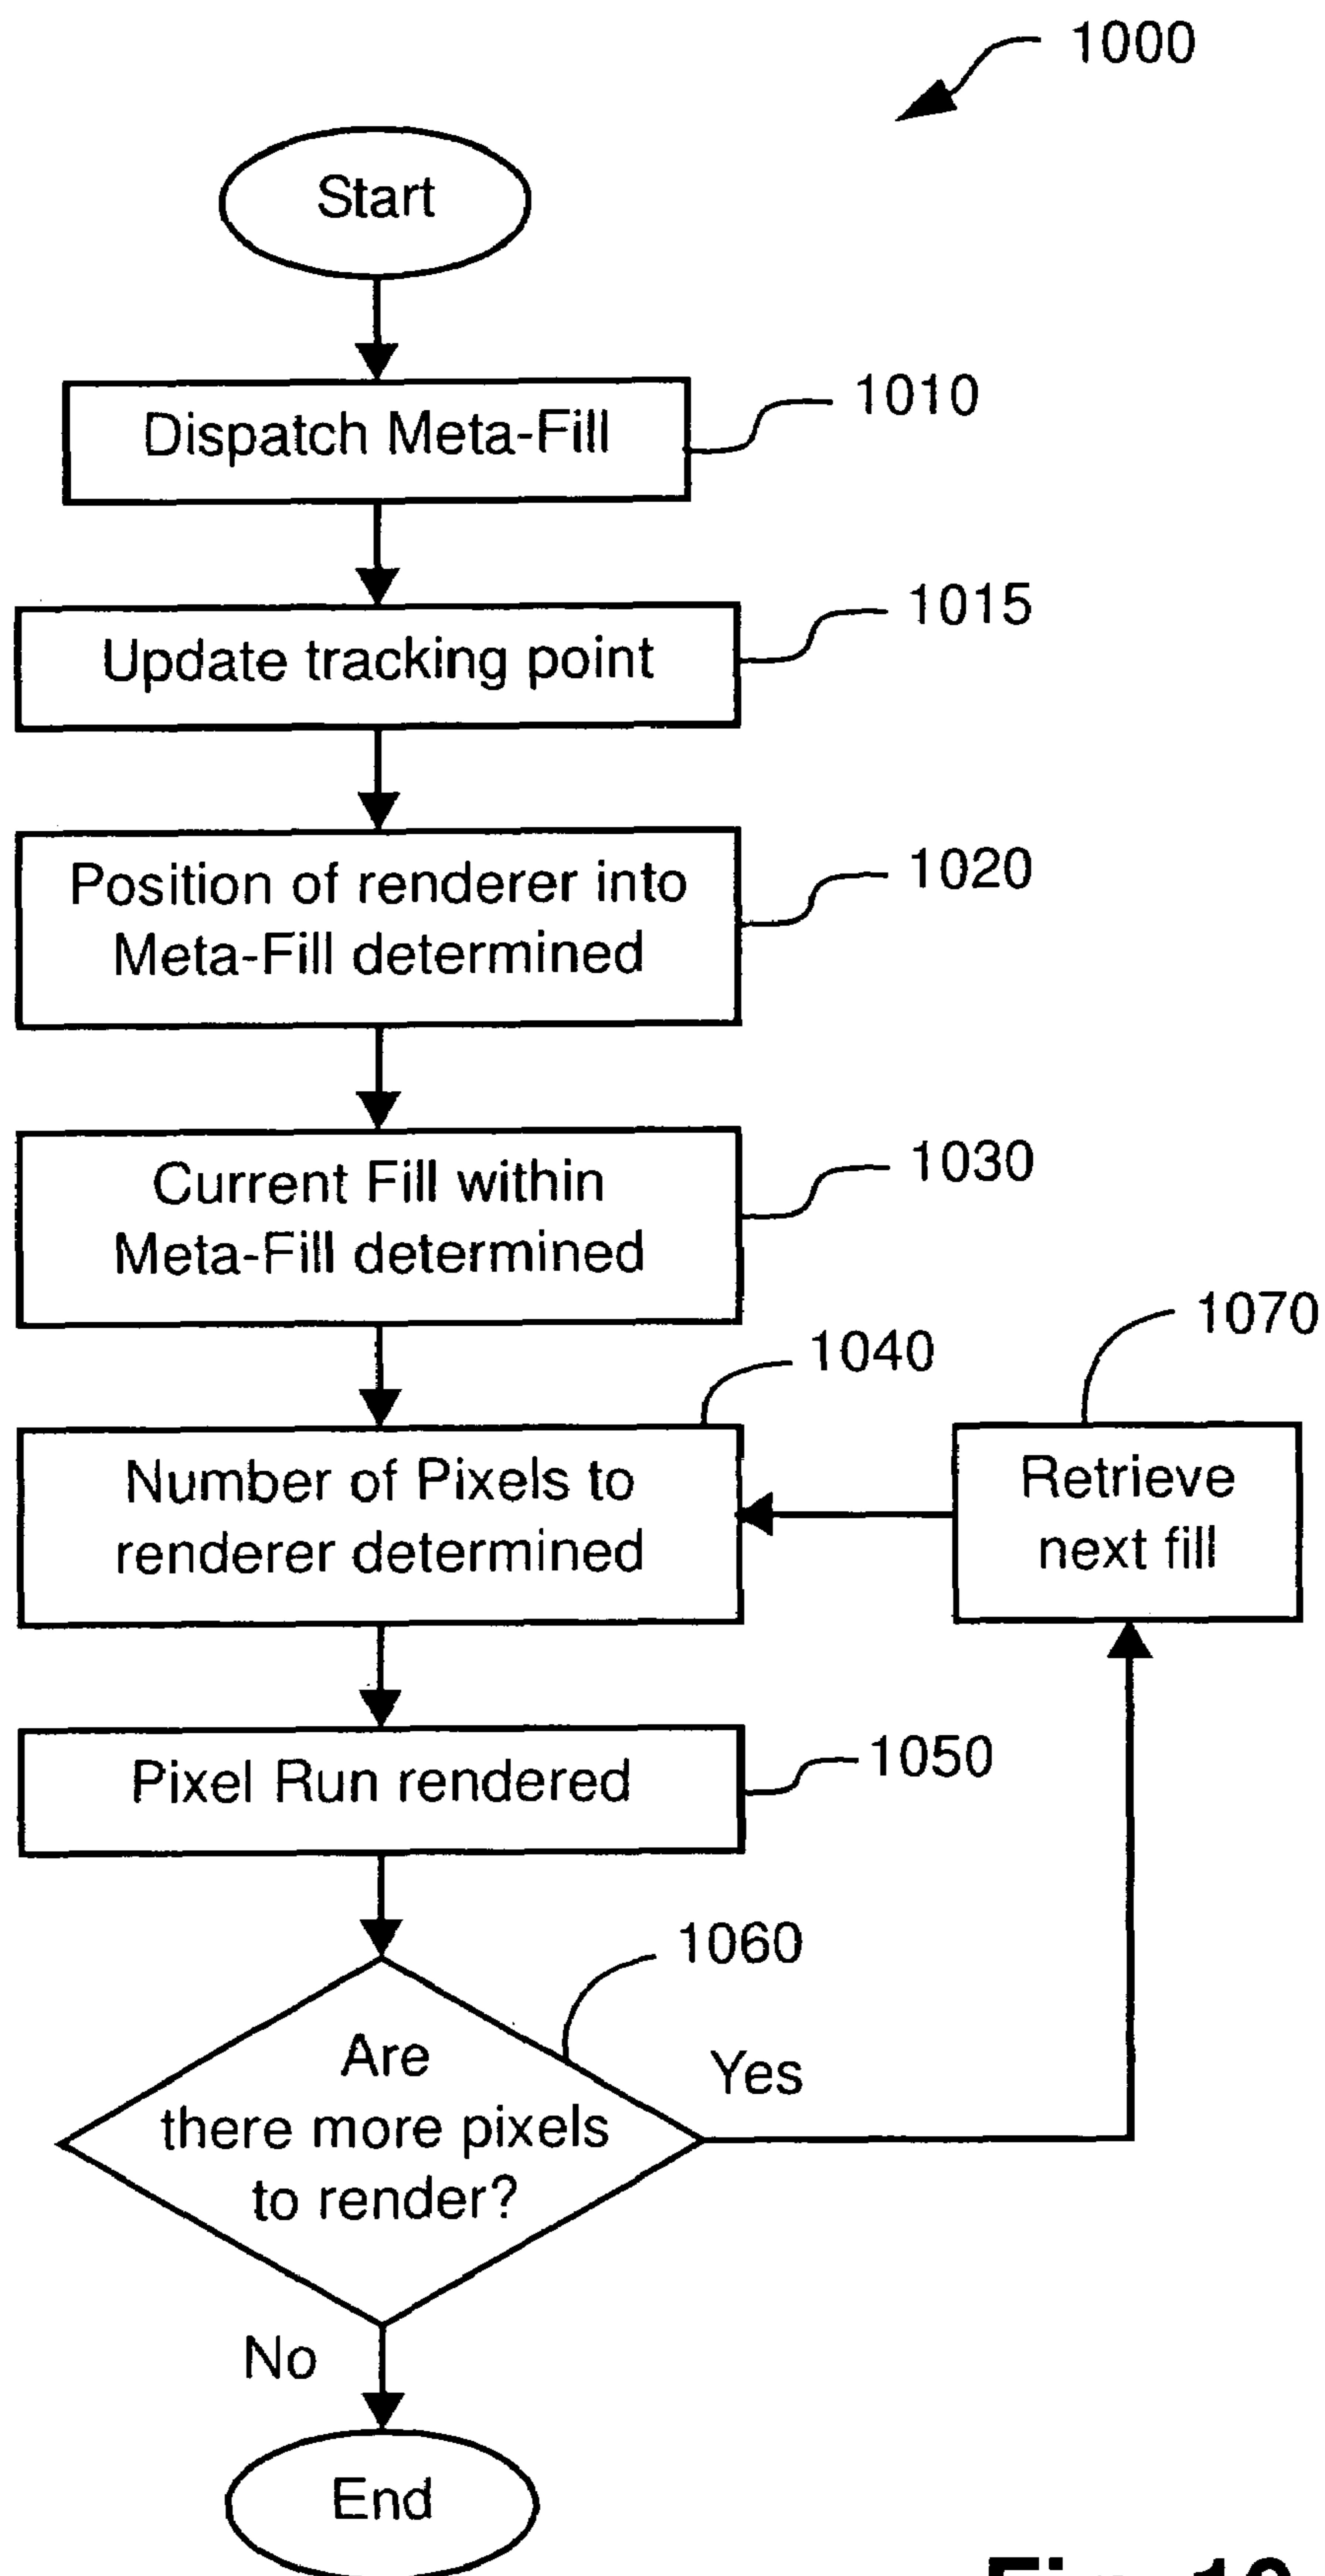 1000
Start
Dispatch Meta-Fill
1010
Update tracking point
1015
Position of renderer into
Meta-Fill determined
1020
Current Fill within
Meta-Fill determined
1030
Number of Pixels to
renderer determined
1040
Retrieve
next fill
1070
Pixel Run rendered
1050
Are
there more pixels
to render?
1060
Yes
No
End